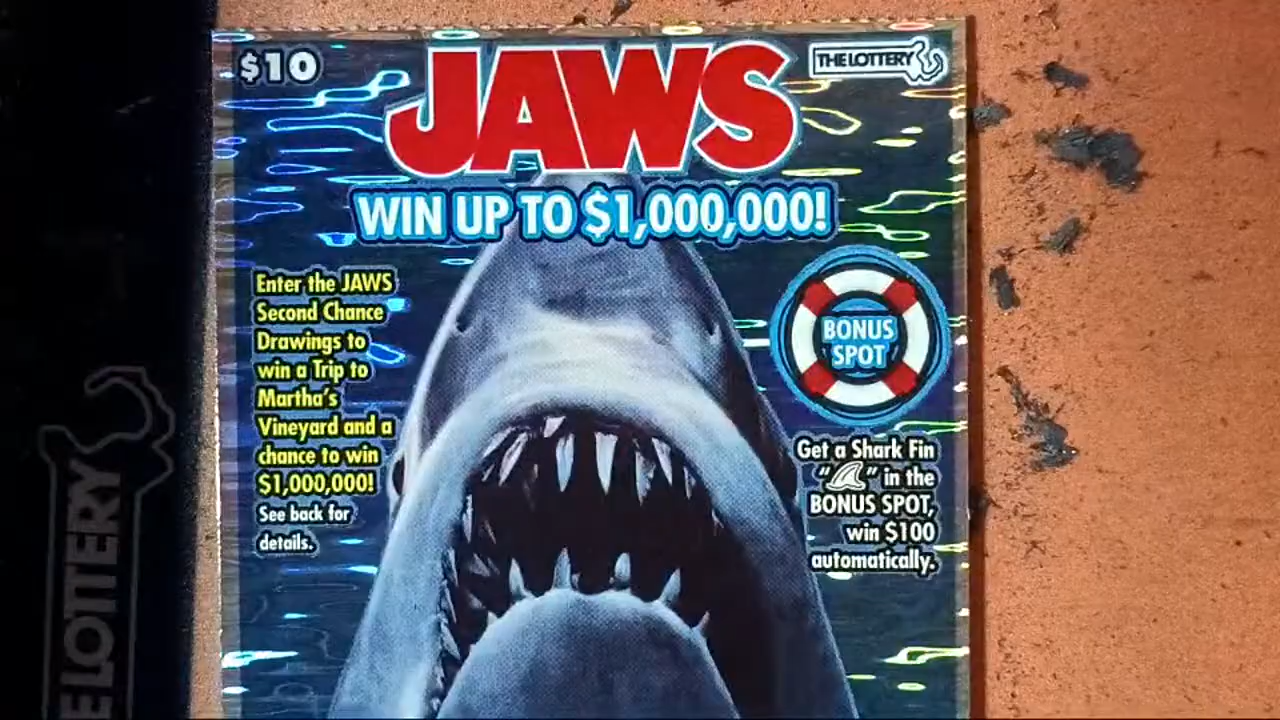 $10
JAWS
THE LOTTERY
WIN UP TO $1,000,000!
Enter the JAWS
Second Chance
Drawings to
win a Trip to
Martha's
Vineyard and a
chance to win
$1,000,000!
See back for
details.
BONUS
SPOT
Get a Shark Fin
" " in the
BONUS SPOT,
win $100
automatically.
E LOTTERY